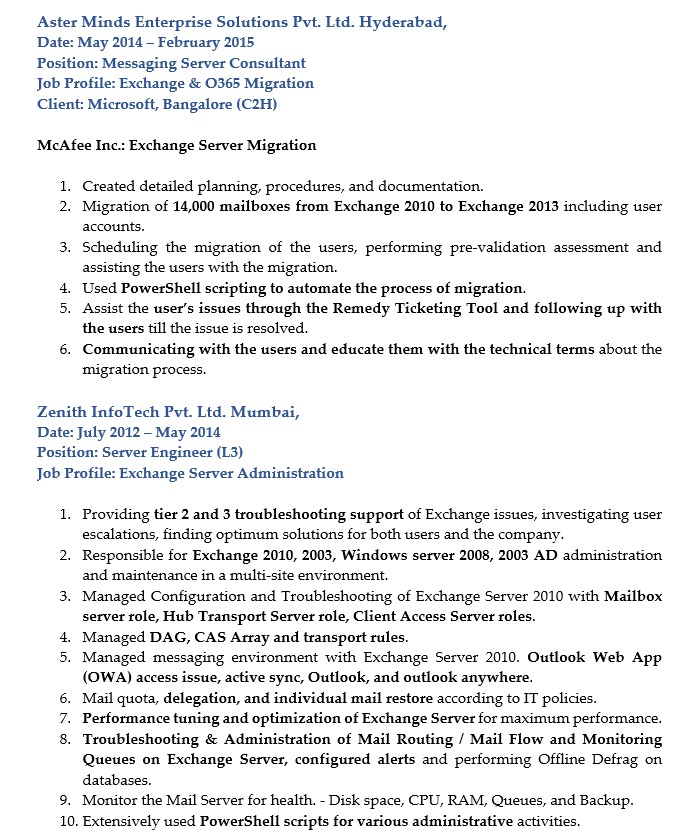 Aster Minds Enterprise Solutions Pvt. Ltd. Hyderabad,
Date: May 2014 – February 2015
Position: Messaging Server Consultant
Job Profile: Exchange & O365 Migration
Client: Microsoft, Bangalore (C2H)
McAfee Inc.: Exchange Server Migration
1. Created detailed planning, procedures, and documentation.
2. Migration of 14,000 mailboxes from Exchange 2010 to Exchange 2013 including user
accounts.
3. Scheduling the migration of the users, performing pre-validation assessment and
assisting the users with the migration.
4. Used PowerShell scripting to automate the process of migration.
5. Assist the user's issues through the Remedy Ticketing Tool and following up with
the users till the issue is resolved.
6. Communicating with the users and educate them with the technical terms about the
migration process.
Zenith InfoTech Pvt. Ltd. Mumbai,
Date: July 2012 – May 2014
Position: Server Engineer (L3)
Job Profile: Exchange Server Administration
1. Providing tier 2 and 3 troubleshooting support of Exchange issues, investigating user
escalations, finding optimum solutions for both users and the company.
2. Responsible for Exchange 2010, 2003, Windows server 2008, 2003 AD administration
and maintenance in a multi-site environment.
3. Managed Configuration and Troubleshooting of Exchange Server 2010 with Mailbox
server role, Hub Transport Server role, Client Access Server roles.
4. Managed DAG, CAS Array and transport rules.
5. Managed messaging environment with Exchange Server 2010. Outlook Web App
(OWA) access issue, active sync, Outlook, and outlook anywhere.
6. Mail quota, delegation, and individual mail restore according to IT policies.
7. Performance tuning and optimization of Exchange Server for maximum performance.
8. Troubleshooting & Administration of Mail Routing / Mail Flow and Monitoring
Queues on Exchange Server, configured alerts and performing Offline Defrag on
databases.
9. Monitor the Mail Server for health. - Disk space, CPU, RAM, Queues, and Backup.
10. Extensively used PowerShell scripts for various administrative activities.